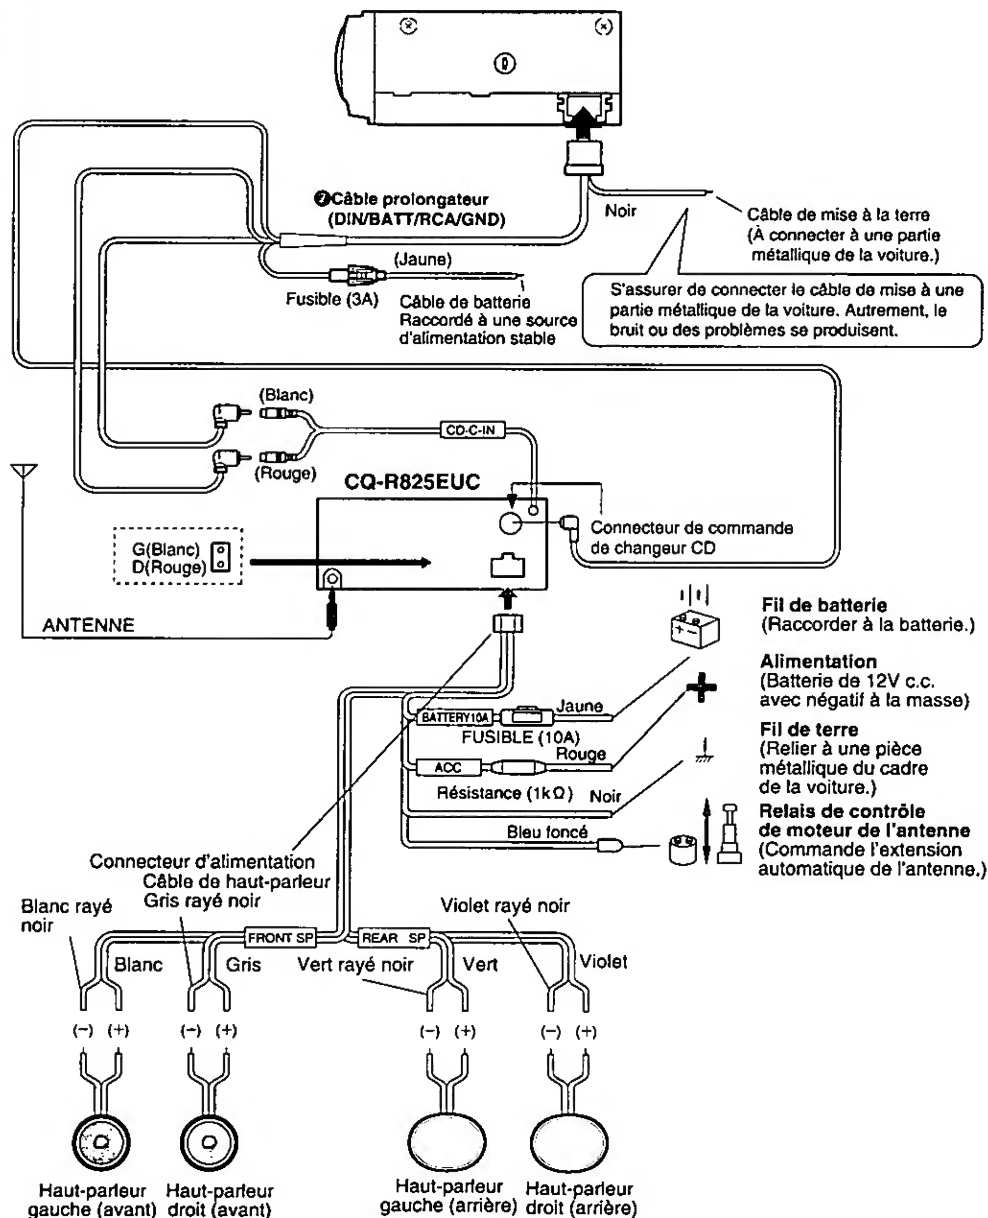 ❷Câble prolongateur
(DIN/BATT/RCA/GND)
Noir
Câble de mise à la terre
(À connecter à une partie
métallique de la voiture.)
(Jaune)
Fusible (3A)
Câble de batterie
Raccordé à une source
d'alimentation stable
S'assurer de connecter le câble de mise à une
partie métallique de la voiture. Autrement, le
bruit ou des problèmes se produisent.
(Blanc)
CD-C-IN
(Rouge)
CQ-R825EUC
Connecteur de commande
de changeur CD
G(Blanc)
D(Rouge)
ANTENNE
Fil de batterie
(Raccorder à la batterie.)
Alimentation
(Batterie de 12V c.c.
avec négatif à la masse)
Jaune
BATTERY10A
FUSIBLE (10A)
Rouge
ACC
Résistance (1kΩ)
Noir
Fil de terre
(Relier à une pièce
métallique du cadre
de la voiture.)
Bleu foncé
Relais de contrôle
de moteur de l'antenne
(Commande l'extension
automatique de l'antenne.)
Connecteur d'alimentation
Câble de haut-parleur
Gris rayé noir
Blanc rayé
noir
Violet rayé noir
FRONT SP
REAR SP
Blanc
Gris
Vert rayé noir
Vert
Violet
(−) (+)
(−) (+)
(−) (+)
(−) (+)
Haut-parleur
gauche (avant)
Haut-parleur
droit (avant)
Haut-parleur
gauche (arrière)
Haut-parleur
droit (arrière)